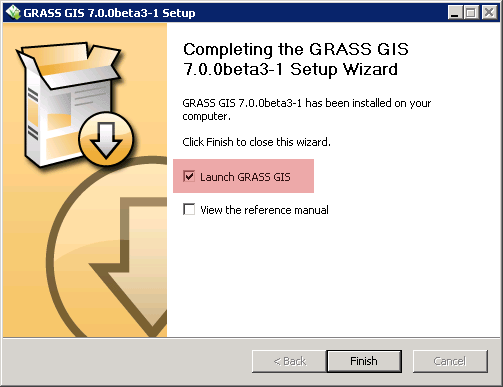 GRASS GIS 7.0.0beta3-1 Setup
Completing the GRASS GIS
7.0.0beta3-1 Setup Wizard
GRASS GIS 7.0.0beta3-1 has been installed on your
computer.
Click Finish to close this wizard.
Launch GRASS GIS
View the reference manual
< Back
Finish
Cancel